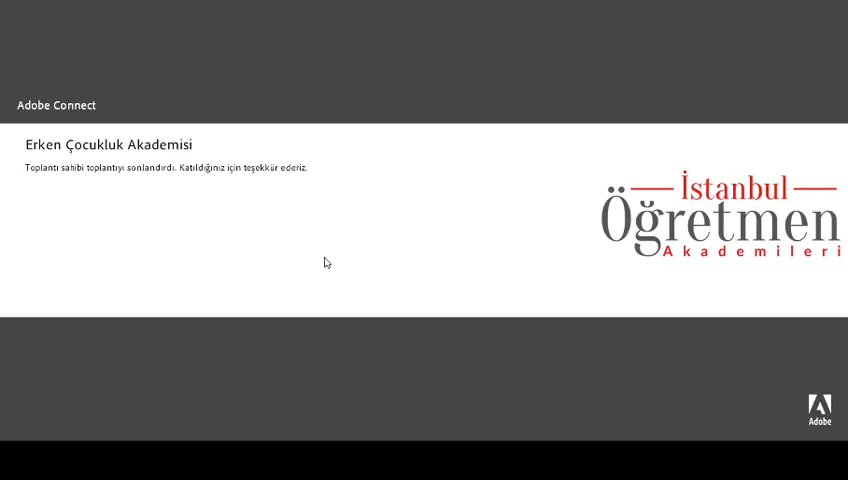 Adobe Connect
Erken Çocukluk Akademisi
Toplantı sahibi toplantıyı sonlandırdı. Katıldığınız için teşekkür ederiz.
İstanbul
Öğretmen
Akademileri
Adobe